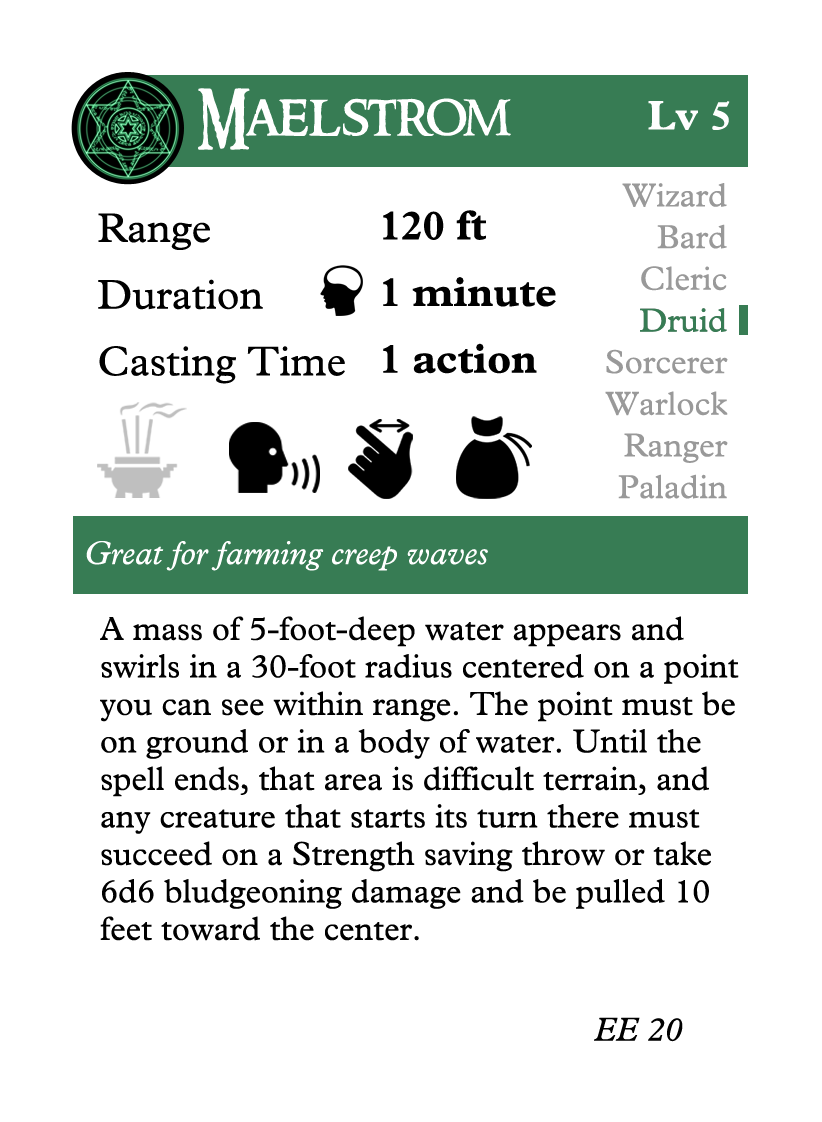 MAELSTROM Lv 5
Wizard
Range 120 ft
Bard
Cleric
Duration 1 minute
Druid
Casting Time 1 action
Sorcerer
Warlock
Ranger
Paladin
Great for farming creep waves
A mass of 5-foot-deep water appears and
swirls in a 30-foot radius centered on a point
you can see within range. The point must be
on ground or in a body of water. Until the
spell ends, that area is difficult terrain, and
any creature that starts its turn there must
succeed on a Strength saving throw or take
6d6 bludgeoning damage and be pulled 10
feet toward the center.
EE 20